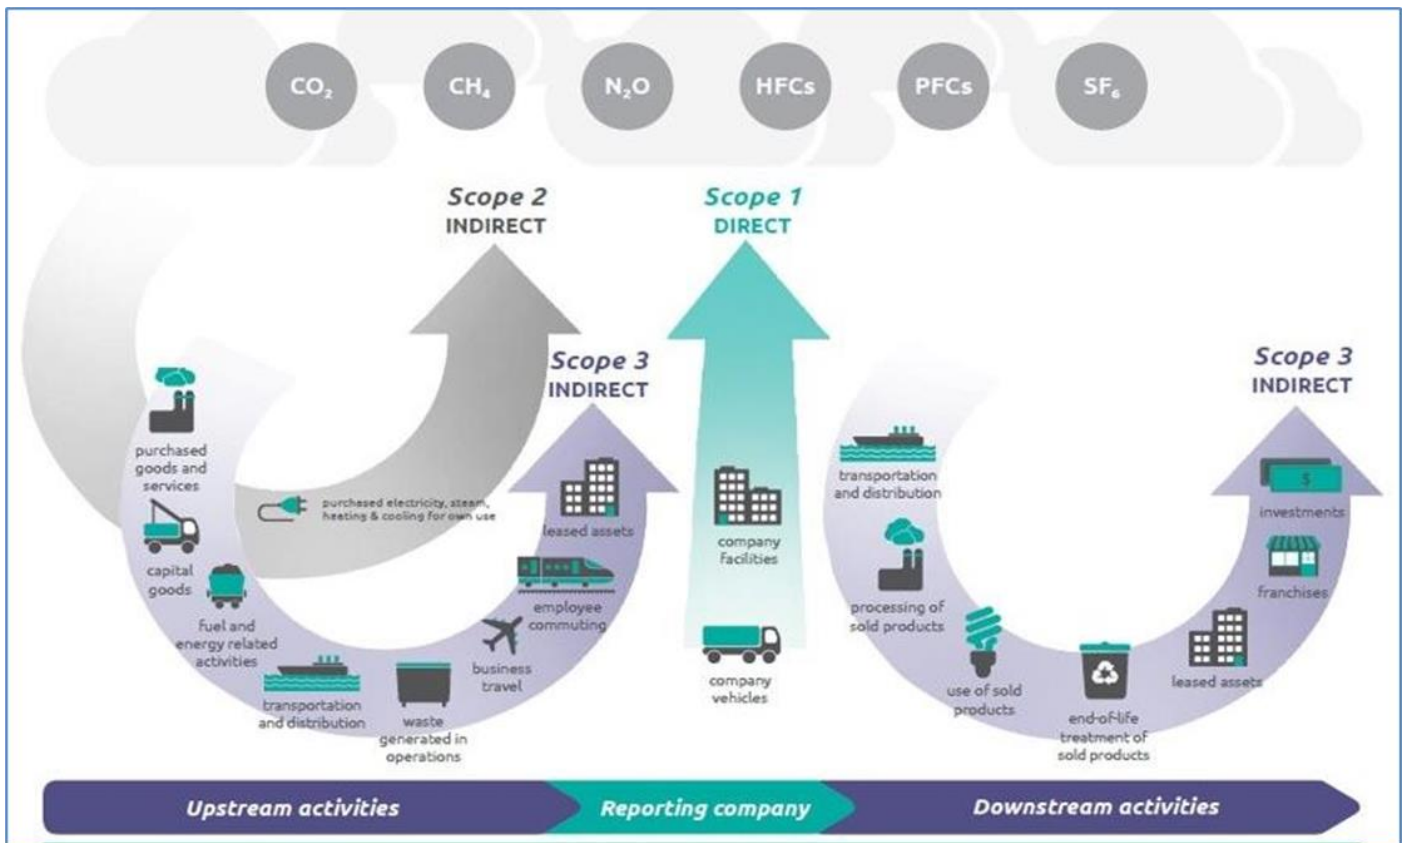 CO₂
CH₄
N₂O
HFCs
PFCs
SF₆
Scope 2
INDIRECT
Scope 1
DIRECT
Scope 3
INDIRECT
Scope 3
INDIRECT
purchased
goods and
services
capital
goods
fuel and
energy related
activities
transportation
and distribution
waste
generated in
operations
business
travel
employee
commuting
leased assets
purchased electricity, steam,
heating & cooling for own use
company
facilities
company
vehicles
transportation
and distribution
processing of
sold products
use of sold
products
end-of-life
treatment of
sold products
leased assets
franchises
$
investments
Upstream activities
Reporting company
Downstream activities